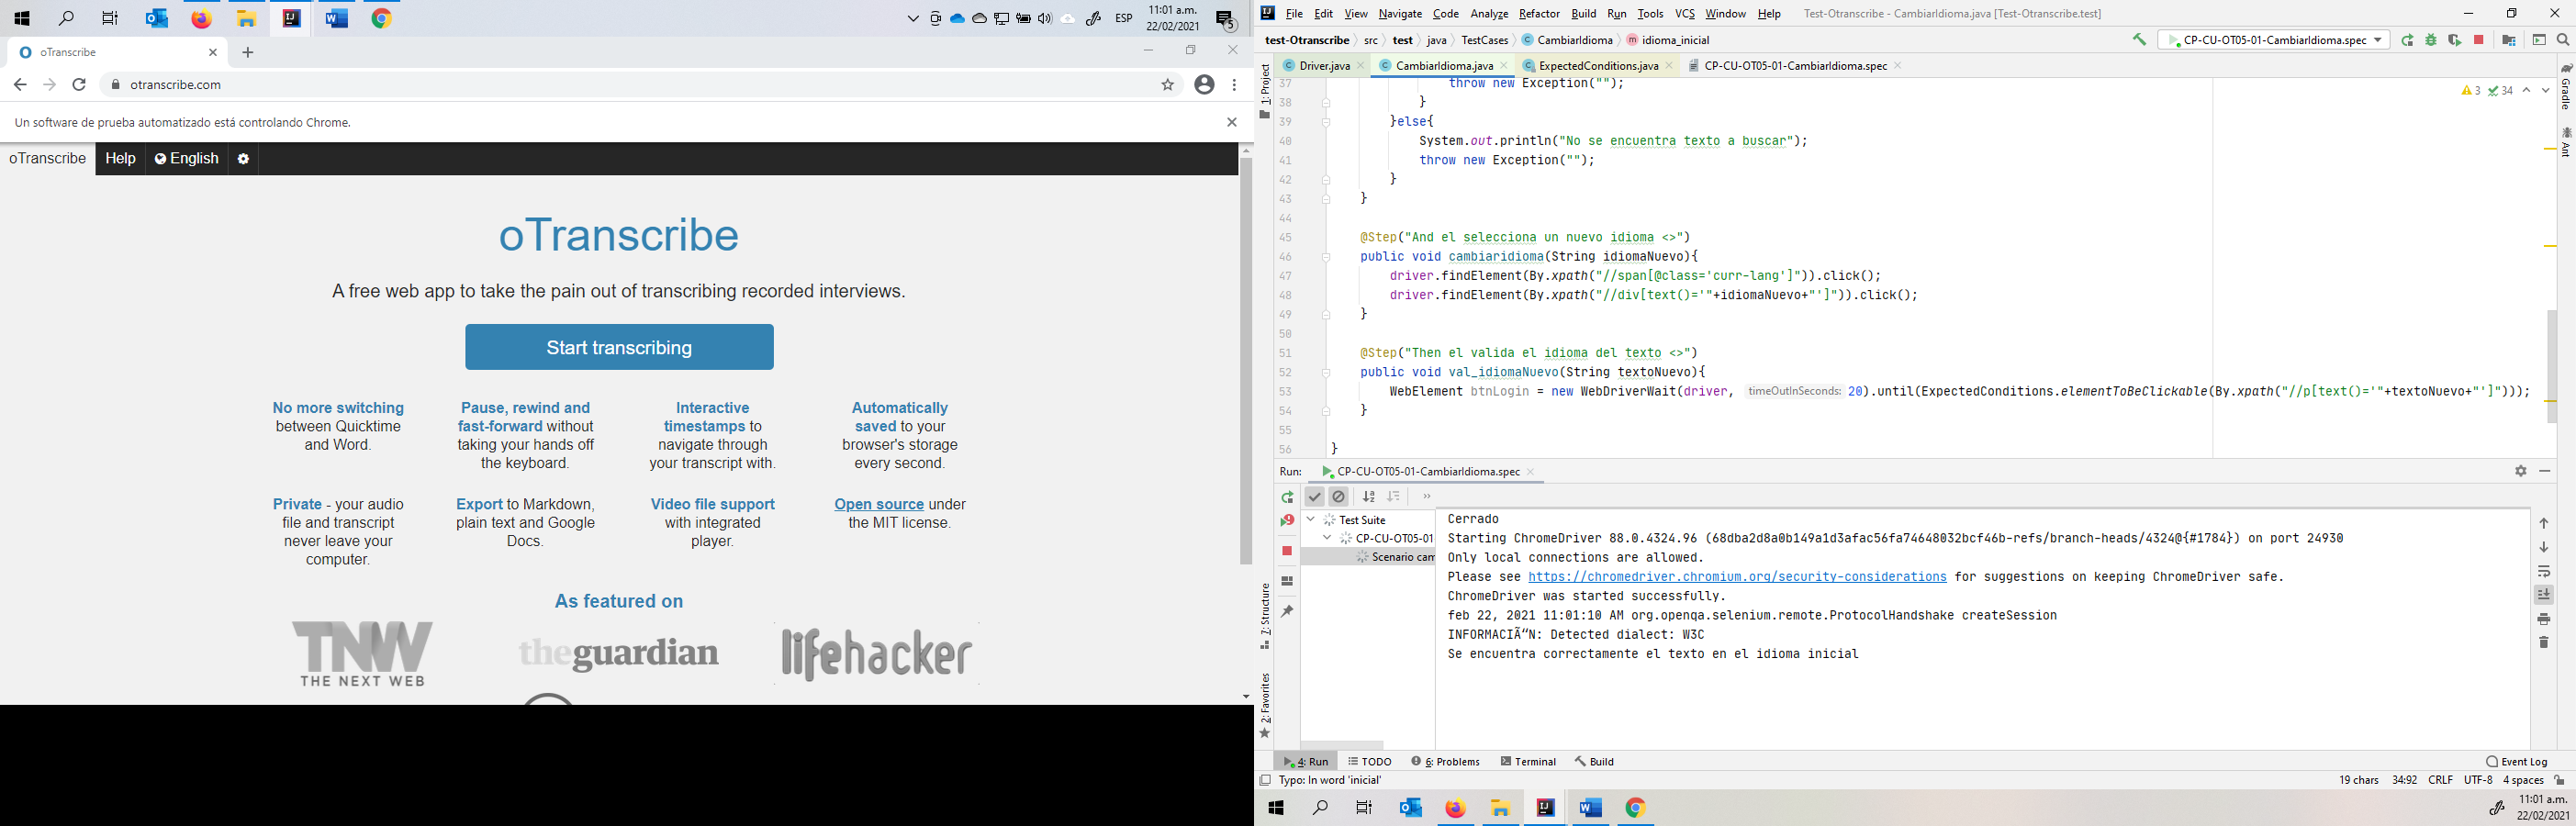 11:01 a.m.
ESP
22/02/2021
5
oTranscribe
otranscribe.com
Un software de prueba automatizado está controlando Chrome.
oTranscribe Help English
oTranscribe
A free web app to take the pain out of transcribing recorded interviews.
Start transcribing
No more switching
between Quicktime
and Word.
Pause, rewind and
fast-forward without
taking your hands off
the keyboard.
Interactive
timestamps to
navigate through
your transcript with.
Automatically
saved to your
browser's storage
every second.
Private - your audio
file and transcript
never leave your
computer.
Export to Markdown,
plain text and Google
Docs.
Video file support
with integrated
player.
Open source under
the MIT license.
As featured on
TNW
THE NEXT WEB
theguardian
lifehacker
File Edit View Navigate Code Analyze Refactor Build Run Tools VCS Window Help Test-Otranscribe - CambiarIdioma.java [Test-Otranscribe.test]
test-Otranscribe src test java TestCases CambiarIdioma idioma_inicial CP-CU-OT05-01-CambiarIdioma.spec
Driver.java CambiarIdioma.java ExpectedConditions.java CP-CU-OT05-01-CambiarIdioma.spec
1: Project
Gradle
Ant
3 34
37 throw new Exception("");
38 }
39 }else{
40 System.out.println("No se encuentra texto a buscar");
41 throw new Exception("");
42 }
43 }
44
45 @Step("And el selecciona un nuevo idioma <>")
46 public void cambiaridioma(String idiomaNuevo){
47 driver.findElement(By.xpath("//span[@class='curr-lang']")).click();
48 driver.findElement(By.xpath("//div[text()='"+idiomaNuevo+"']")).click();
49 }
50
51 @Step("Then el valida el idioma del texto <>")
52 public void val_idiomaNuevo(String textoNuevo){
53 WebElement btnLogin = new WebDriverWait(driver, timeOutInSeconds: 20).until(ExpectedConditions.elementToBeClickable(By.xpath("//p[text()='"+textoNuevo+"']")));
54 }
55
56 }
Run: CP-CU-OT05-01-CambiarIdioma.spec
Test Suite
CP-CU-OT05-01
Scenario cam
7: Structure
2: Favorites
Cerrado
Starting ChromeDriver 88.0.4324.96 (68dba2d8a0b149a1d3afac56fa74648032bcf46b-refs/branch-heads/4324@{#1784}) on port 24930
Only local connections are allowed.
Please see https://chromedriver.chromium.org/security-considerations for suggestions on keeping ChromeDriver safe.
ChromeDriver was started successfully.
feb 22, 2021 11:01:10 AM org.openqa.selenium.remote.ProtocolHandshake createSession
INFORMACIÃ“N: Detected dialect: W3C
Se encuentra correctamente el texto en el idioma inicial
4: Run TODO 6: Problems Terminal Build Event Log
Typo: In word 'inicial' 19 chars 34:92 CRLF UTF-8 4 spaces
11:01 a.m.
22/02/2021